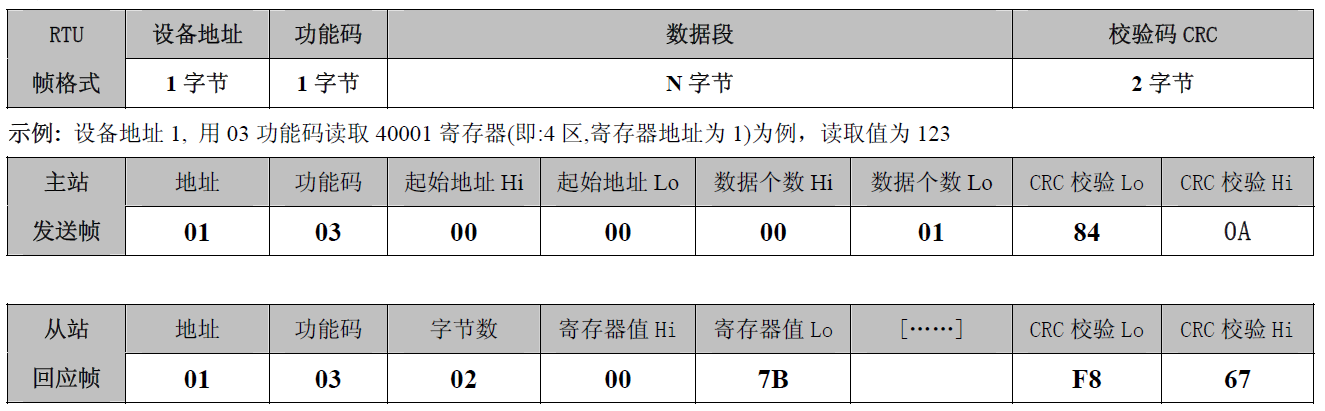 RTU 设备地址 功能码 数据段 校验码 CRC
帧格式 1 字节 1 字节 N 字节 2 字节
示例: 设备地址 1, 用 03 功能码读取 40001 寄存器(即:4 区,寄存器地址为 1)为例，读取值为 123
主站 地址 功能码 起始地址 Hi 起始地址 Lo 数据个数 Hi 数据个数 Lo CRC 校验 Lo CRC 校验 Hi
发送帧 01 03 00 00 00 01 84 0A
从站 地址 功能码 字节数 寄存器值 Hi 寄存器值 Lo [……] CRC 校验 Lo CRC 校验 Hi
回应帧 01 03 02 00 7B F8 67